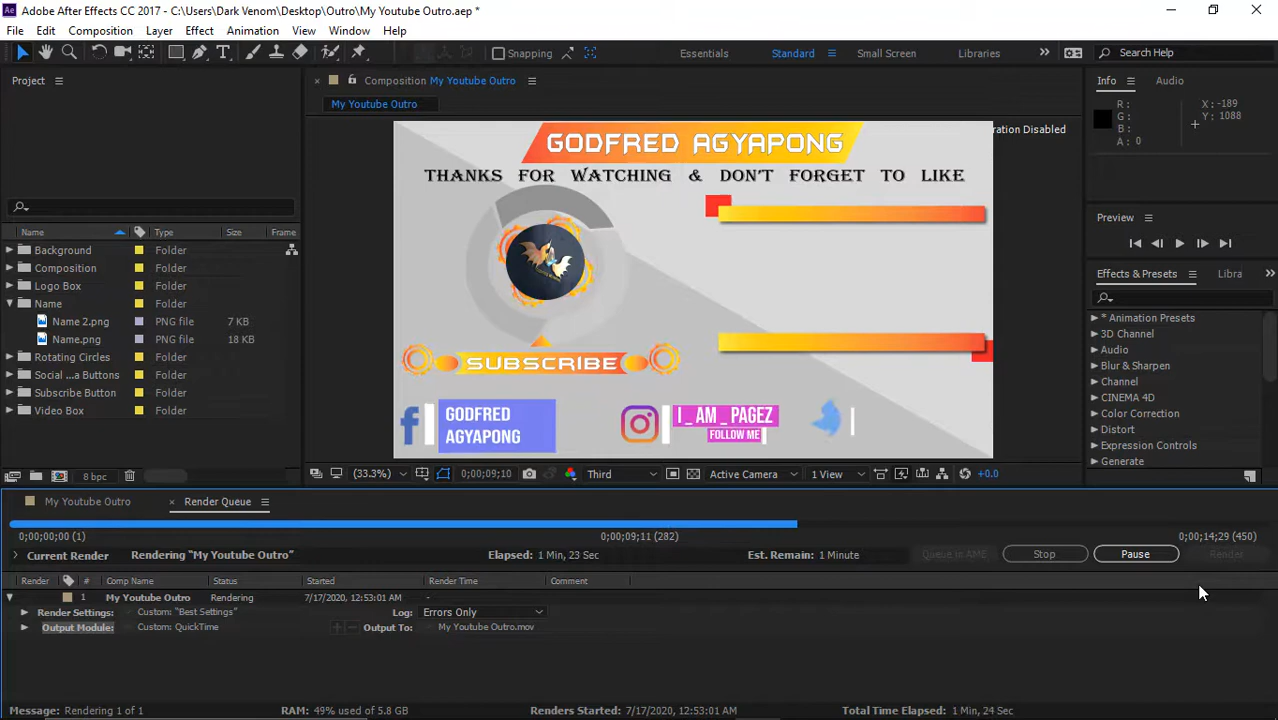 Ae Adobe After Effects CC 2017 - C:\Users\Dark Venom\Desktop\Outro\My Youtube Outro.aep *
File Edit Composition Layer Effect Animation View Window Help
Snapping Essentials Standard Small Screen Libraries Search Help
Project
Composition My Youtube Outro
Info Audio
My Youtube Outro
R : X : -189
G : Y : 1088
B :
A : 0
ration Disabled
GODFRED AGYAPONG
THANKS FOR WATCHING & DON'T FORGET TO LIKE
SUBSCRIBE
GODFRED
AGYAPONG
I_AM_PAGEZ
FOLLOW ME
Name Type Size Frame
Background Folder
Composition Folder
Logo Box Folder
Name Folder
Name 2.png PNG file 7 KB
Name.png PNG file 18 KB
Rotating Circles Folder
Social ...a Buttons Folder
Subscribe Button Folder
Video Box Folder
8 bpc
Preview
Effects & Presets Libra
* Animation Presets
3D Channel
Audio
Blur & Sharpen
Channel
CINEMA 4D
Color Correction
Distort
Expression Controls
Generate
(33.3%) 0;00;09;10 Third Active Camera 1 View +0.0
My Youtube Outro Render Queue
0;00;00;00 (1) 0;00;09;11 (282) 0;00;14;29 (450)
Current Render Rendering "My Youtube Outro" Elapsed: 1 Min, 23 Sec Est. Remain: 1 Minute Queue in AME Stop Pause Render
Render # Comp Name Status Started Render Time Comment
1 My Youtube Outro Rendering 7/17/2020, 12:53:01 AM -
Render Settings: Custom: "Best Settings" Log: Errors Only
Output Module: Custom: QuickTime Output To: My Youtube Outro.mov
Message: Rendering 1 of 1 RAM: 49% used of 5.8 GB Renders Started: 7/17/2020, 12:53:01 AM Total Time Elapsed: 1 Min, 24 Sec